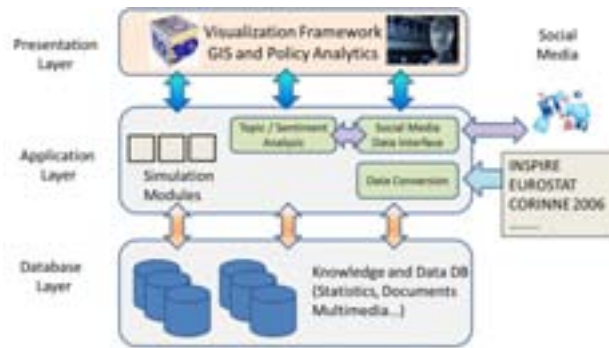 Presentation
Layer
Visualization Framework
GIS and Policy Analytics
Social
Media
Application
Layer
Topic / Sentiment
Analysis
Social Media
Data Interface
Simulation
Modules
Data Conversion
INSPIRE
EUROSTAT
CORINNE 2006
.........
Database
Layer
Knowledge and Data DB
(Statistics, Documents
Multimedia...)